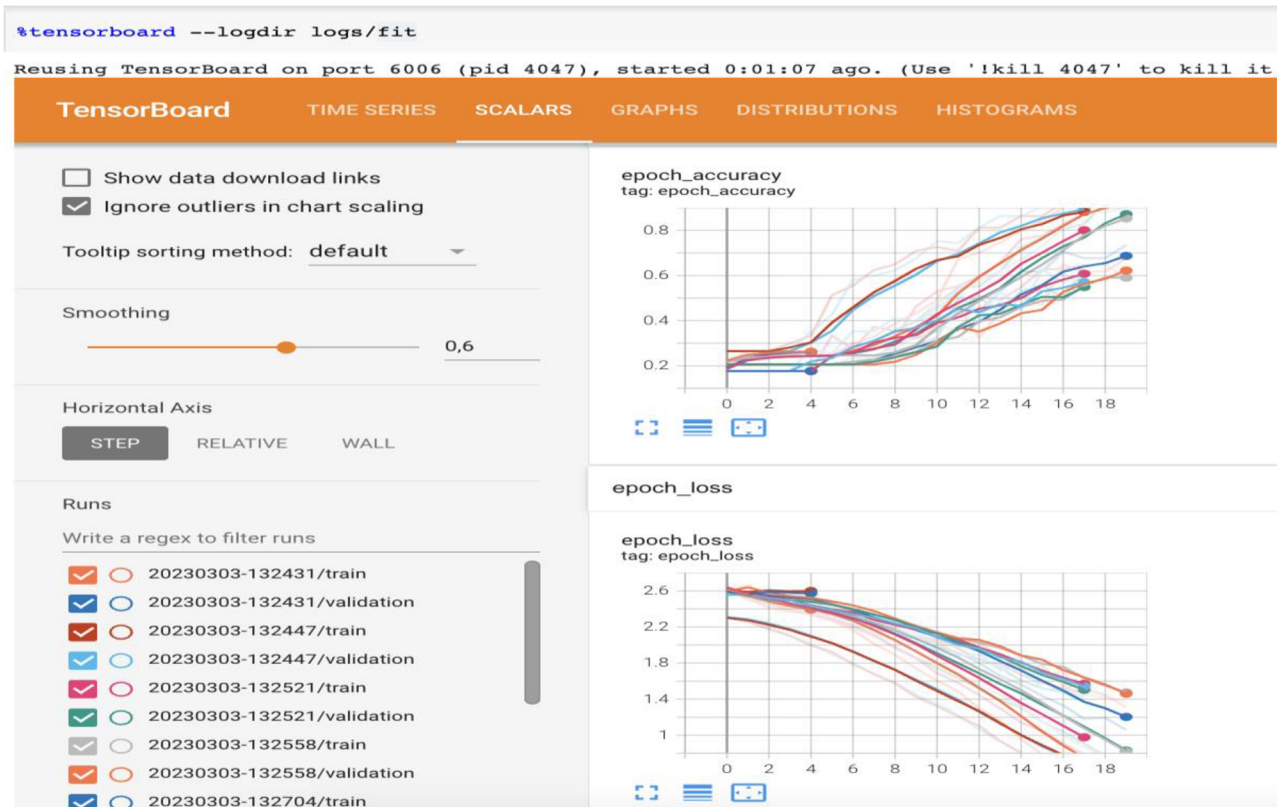 %tensorboard --logdir logs/fit
Reusing TensorBoard on port 6006 (pid 4047), started 0:01:07 ago. (Use '!kill 4047' to kill it
TensorBoard TIME SERIES SCALARS GRAPHS DISTRIBUTIONS HISTOGRAMS
Show data download links
Ignore outliers in chart scaling
Tooltip sorting method: default
Smoothing
0,6
Horizontal Axis
STEP RELATIVE WALL
Runs
Write a regex to filter runs
20230303-132431/train
20230303-132431/validation
20230303-132447/train
20230303-132447/validation
20230303-132521/train
20230303-132521/validation
20230303-132558/train
20230303-132558/validation
20230303-132704/train
epoch_accuracy
tag: epoch_accuracy
0.8
0.6
0.4
0.2
0 2 4 6 8 10 12 14 16 18
epoch_loss
epoch_loss
tag: epoch_loss
2.6
2.2
1.8
1.4
1
0 2 4 6 8 10 12 14 16 18